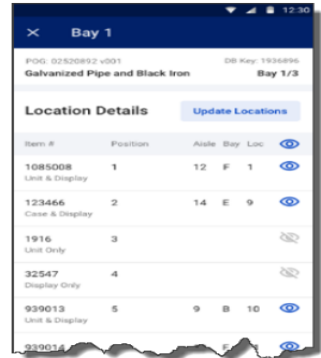 12:30
× Bay 1
POG: 02520892 v001 DB Key: 1936896
Galvanized Pipe and Black Iron Bay 1/3
Location Details Update Locations
Item # Position Aisle Bay Loc
1085008 1 12 F 1
Unit & Display
123466 2 14 E 9
Case & Display
1916 3
Unit Only
32547 4
Display Only
939013 5 9 B 10
Unit & Display
939014